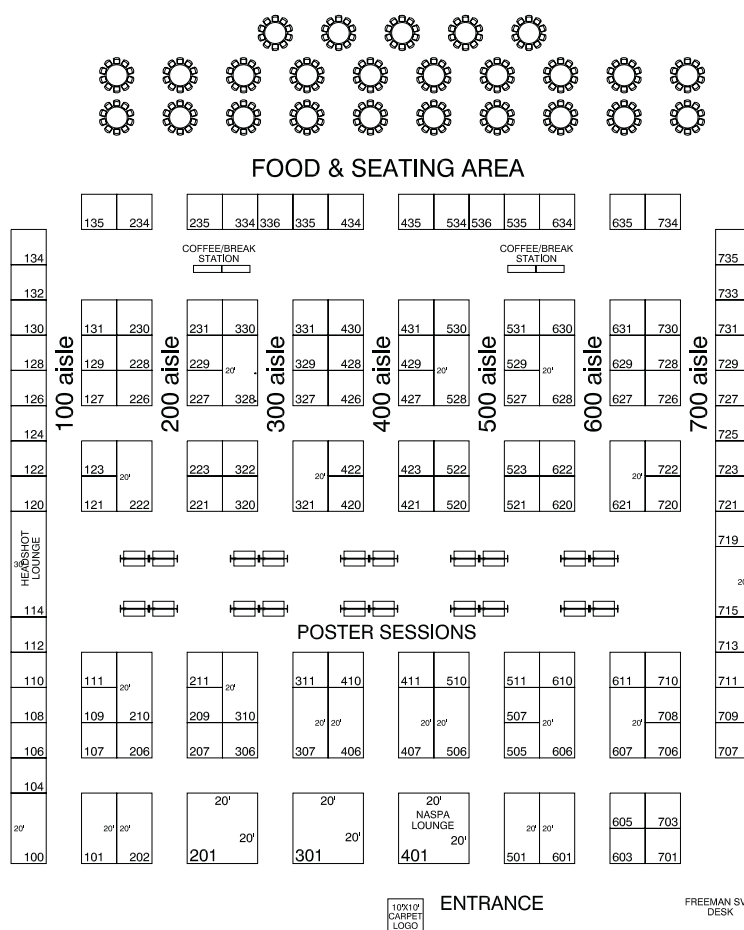 FOOD & SEATING AREA
135 234 235 334 336 335 434 435 534 536 535 634 635 734
COFFEE/BREAK
STATION
COFFEE/BREAK
STATION
134 735
132 733
130 131 230 231 330 331 430 431 530 531 630 631 730 731
128 129 228 229 20' 329 428 429 20' 529 20' 629 728 729
126 127 226 227 328 327 426 427 528 527 628 627 726 727
100 aisle
200 aisle
300 aisle
400 aisle
500 aisle
600 aisle
700 aisle
124 725
122 123 20' 223 322 20' 422 423 522 523 622 20' 722 723
120 121 222 221 320 321 420 421 520 521 620 621 720 721
HEADSHOT
LOUNGE
30'
719
114 715
POSTER SESSIONS
112 713
110 111 20' 211 20' 311 410 411 510 511 610 611 710 711
108 109 210 209 310 20' 20' 20' 20' 507 20' 20' 708 709
106 107 206 207 306 307 406 407 506 505 606 607 706 707
104
20' 20' 20'
NASPA
LOUNGE
605 703
20' 20' 20' 20' 20' 20' 20' 20'
100 101 202 201 301 401 501 601 603 701
10'X10'
CARPET
LOGO
ENTRANCE
FREEMAN SV
DESK